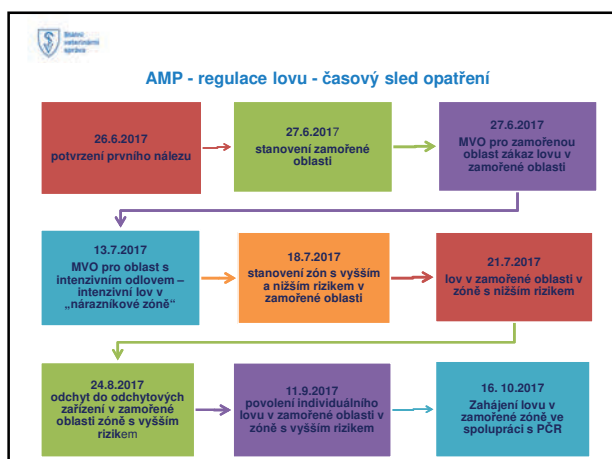 Státní
veterinární
správa
AMP - regulace lovu - časový sled opatření
26.6.2017
potvrzení prvního nálezu
27.6.2017
stanovení zamořené
oblasti
27.6.2017
MVO pro zamořenou
oblast zákaz lovu v
zamořené oblasti
13.7.2017
MVO pro oblast s
intenzivním odlovem –
intenzivní lov v
„nárazníkové zóně“
18.7.2017
stanovení zón s vyšším
a nižším rizikem v
zamořené oblasti
21.7.2017
lov v zamořené oblasti v
zóně s nižším rizikem
24.8.2017
odchyt do odchytových
zařízení v zamořené
oblasti zóně s vyšším
rizikem
11.9.2017
povolení individuálního
lovu v zamořené oblasti v
zóně s vyšším rizikem
16. 10.2017
Zahájení lovu v
zamořené zóně ve
spolupráci s PČR